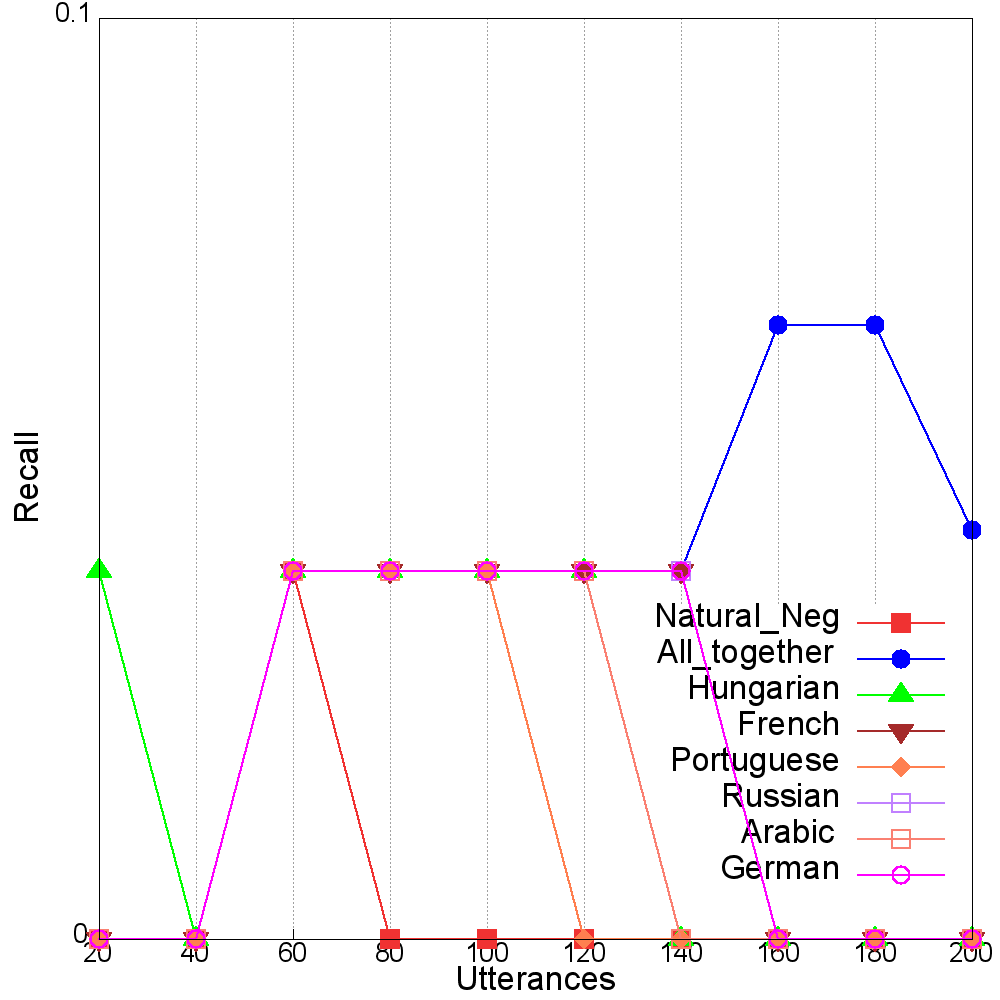 0.1
Recall
Natural_Neg
All_together
Hungarian
French
Portuguese
Russian
Arabic
German
0
20 40 60 80 100 120 140 160 180 200
Utterances